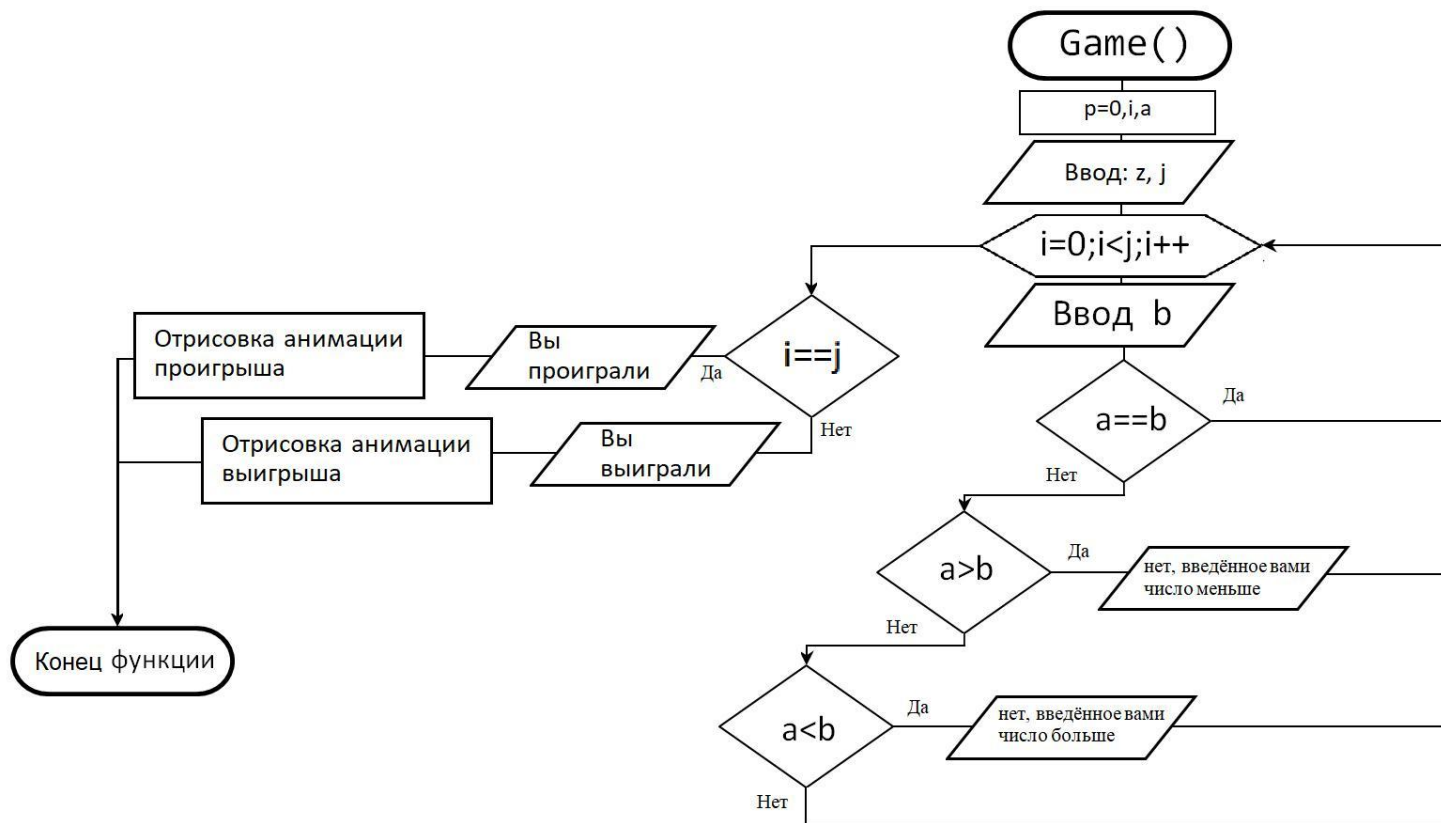 Game()
p=0,i,a
Ввод: z, j
i=0;i<j;i++
Ввод b
i==j
Да
Нет
Вы
проиграли
Отрисовка анимации
проигрыша
Вы
выиграли
Отрисовка анимации
выигрыша
Конец функции
a==b
Да
Нет
a>b
Да
нет, введённое вами
число меньше
Нет
a<b
Да
нет, введённое вами
число больше
Нет